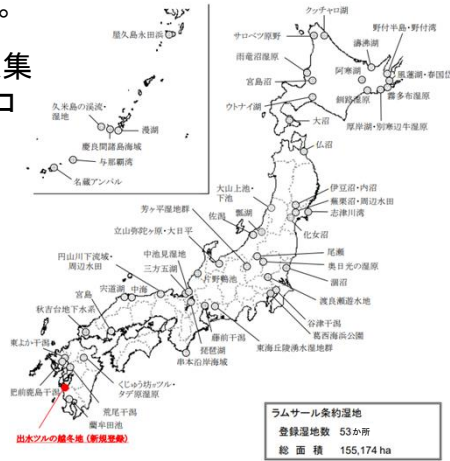 。
集
ロ
屋久島永田浜
久米島の渓流・
湿地
漫湖
慶良間諸島海域
与那覇湾
名蔵アンパル
クッチャロ湖
サロベツ原野
濤沸湖
野付半島・野付湾
雨竜沼湿原
阿寒湖
風蓮湖・春国岱
宮島沼
ウトナイ湖
釧路湿原
霧多布湿原
大沼
厚岸湖・別寒辺牛湿原
仏沼
大山上池・
下池
伊豆沼・内沼
蕪栗沼・周辺水田
志津川湾
化女沼
芳ヶ平湿地群
佐潟
瓢湖
立山弥陀ヶ原・大日平
尾瀬
奥日光の湿原
涸沼
渡良瀬遊水地
谷津干潟
葛西海浜公園
円山川下流域・
周辺水田
中池見湿地
三方五湖
片野鴨池
宍道湖
中海
宮島
秋吉台地下水系
東よか干潟
藤前干潟
東海丘陵湧水湿地群
琵琶湖
串本沿岸海域
くじゅう坊ガツル・
タデ原湿原
肥前鹿島干潟
荒尾干潟
藺牟田池
出水ツルの越冬地（新規登録）
ラムサール条約湿地
登録湿地数 53か所
総 面 積 155,174 ha